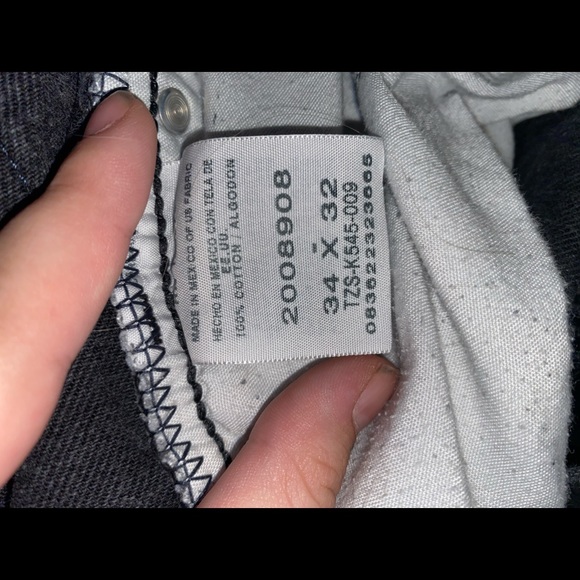 MADE IN MEXICO OF US FABRIC
HECHO EN MEXICO CON TELA DE
EE.UU
100% COTTON / ALGODON
2008908
34 X 32
TZS-K545-009
083622323665